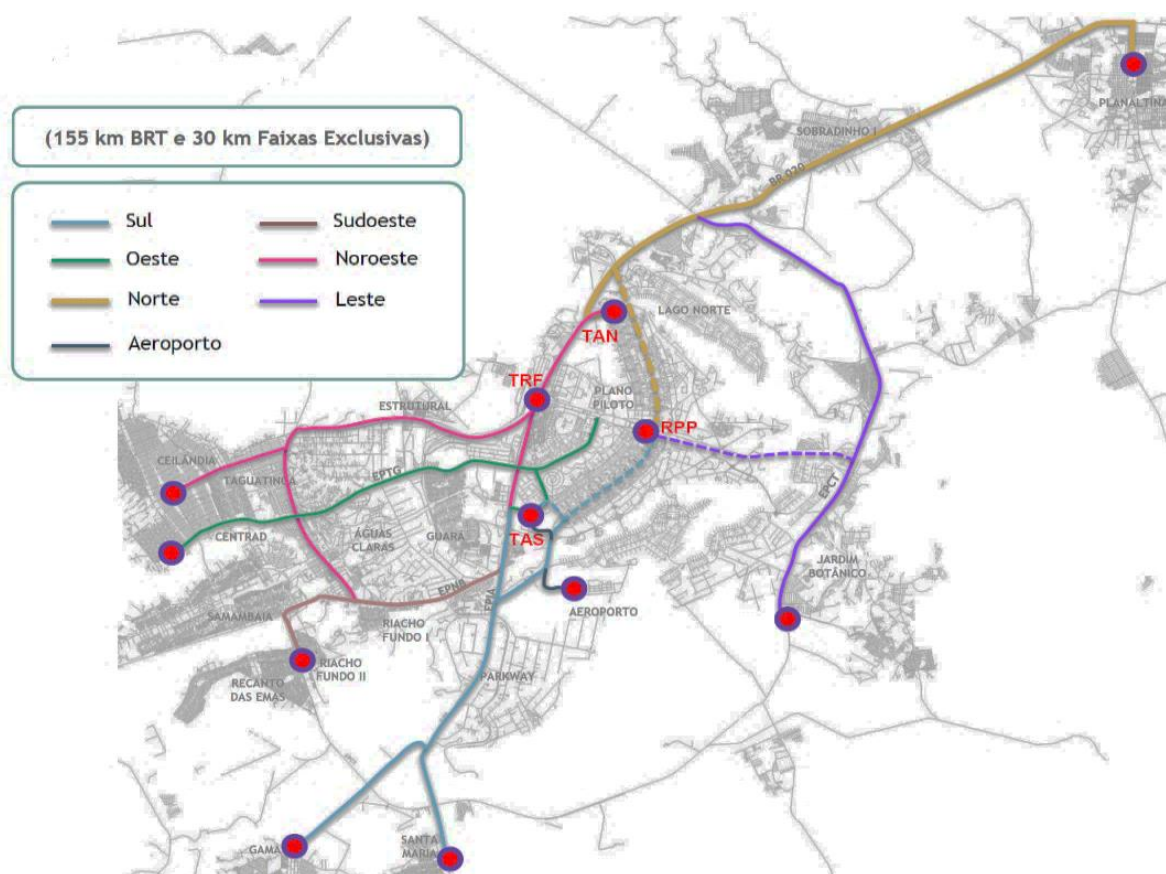 PLANALTINA
(155 km BRT e 30 km Faixas Exclusivas)
SOBRADINHO I
BR 020
Sul
Sudoeste
Oeste
Noroeste
Norte
Leste
Aeroporto
LAGO NORTE
TAN
TRF
PLANO
PILOTO
ESTRUTURAL
RPP
CEILÂNDIA
TAGUATINGA
EPTG
EPCT
CENTRAD
ÁGUAS
CLARAS
GUARÁ
TAS
JARDIM
BOTÂNICO
EPNB
EPIA
AEROPORTO
SAMAMBAIA
RIACHO
FUNDO I
RIACHO
FUNDO II
RECANTO
DAS EMAS
PARKWAY
GAMA
SANTA
MARIA